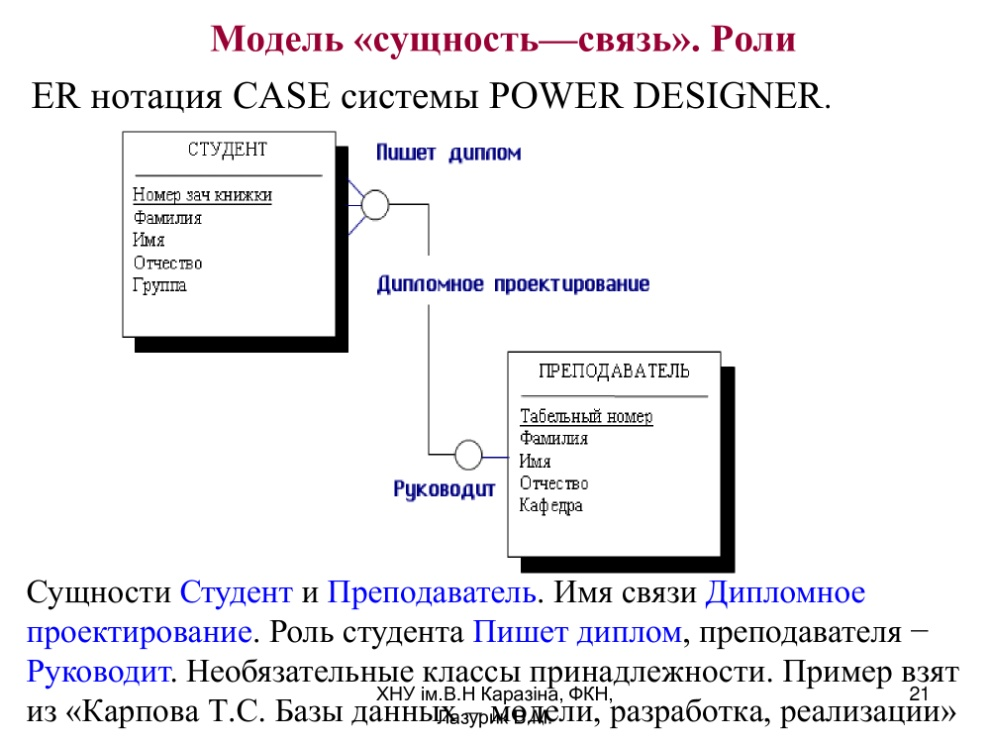 Модель «сущность—связь». Роли
ER нотация CASE системы POWER DESIGNER.
СТУДЕНТ
Номер зач книжки
Фамилия
Имя
Отчество
Группа
Пишет диплом
Дипломное проектирование
ПРЕПОДАВАТЕЛЬ
Табельный номер
Фамилия
Имя
Отчество
Кафедра
Руководит
Сущности Студент и Преподаватель. Имя связи Дипломное
проектирование. Роль студента Пишет диплом, преподавателя −
Руководит. Необязательные классы принадлежности. Пример взят
из «Карпова Т.С. Базы данных – модели, разработка, реализации»
ХНУ ім.В.Н Каразіна, ФКН,
Лазурик В.М.
21